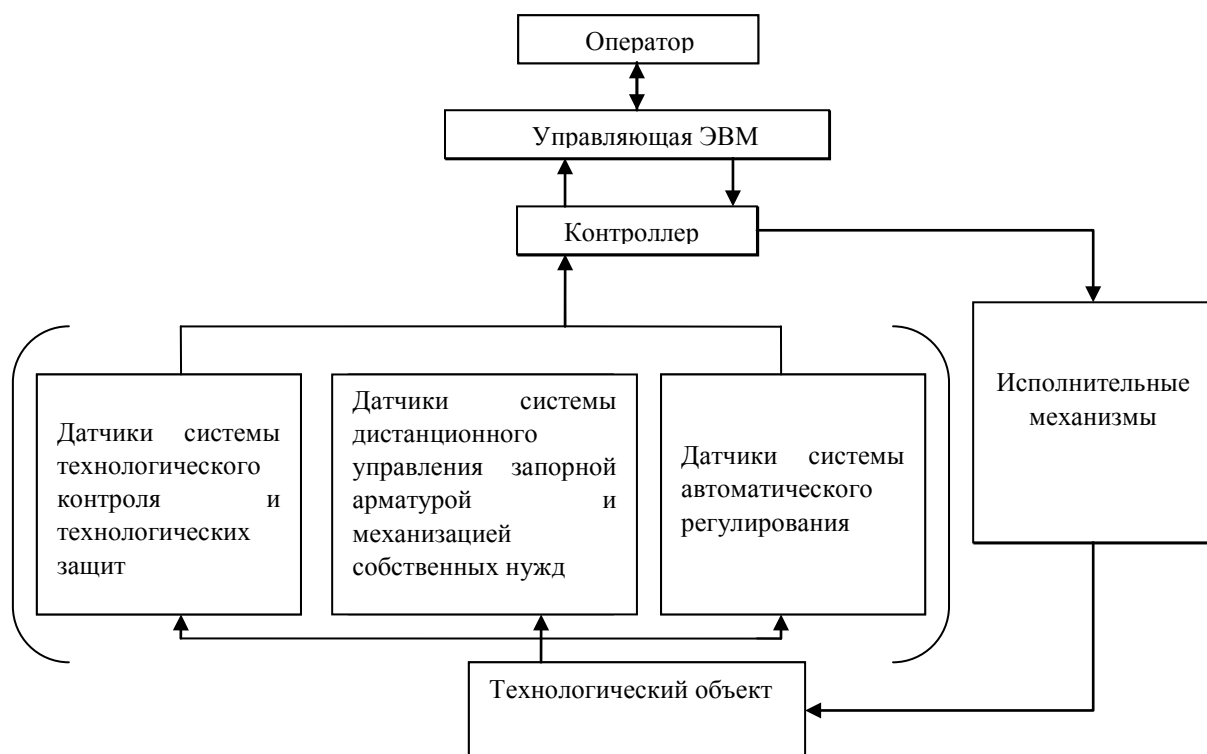 Оператор
Управляющая ЭВМ
Контроллер
Датчики системы
технологического
контроля и
технологических
защит
Датчики системы
дистанционного
управления запорной
арматурой и
механизацией
собственных нужд
Датчики системы
автоматического
регулирования
Исполнительные
механизмы
Технологический объект